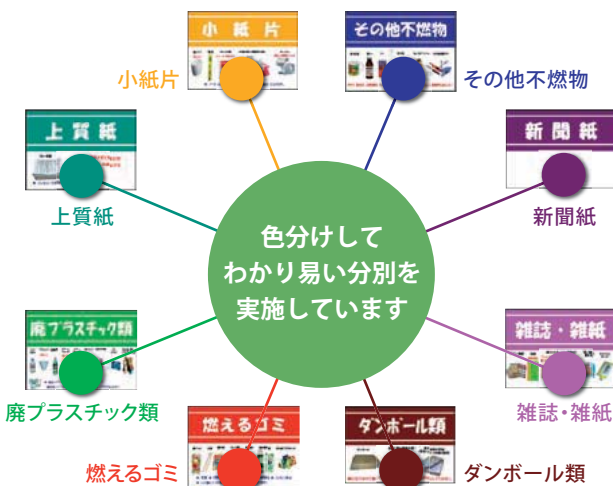 小紙片
その他不燃物
小紙片
その他不燃物
上質紙
新聞紙
上質紙
新聞紙
色分けして
わかり易い分別を
実施しています
廃プラスチック類
雑誌・雑紙
廃プラスチック類
雑誌・雑紙
燃えるゴミ
ダンボール類
燃えるゴミ
ダンボール類